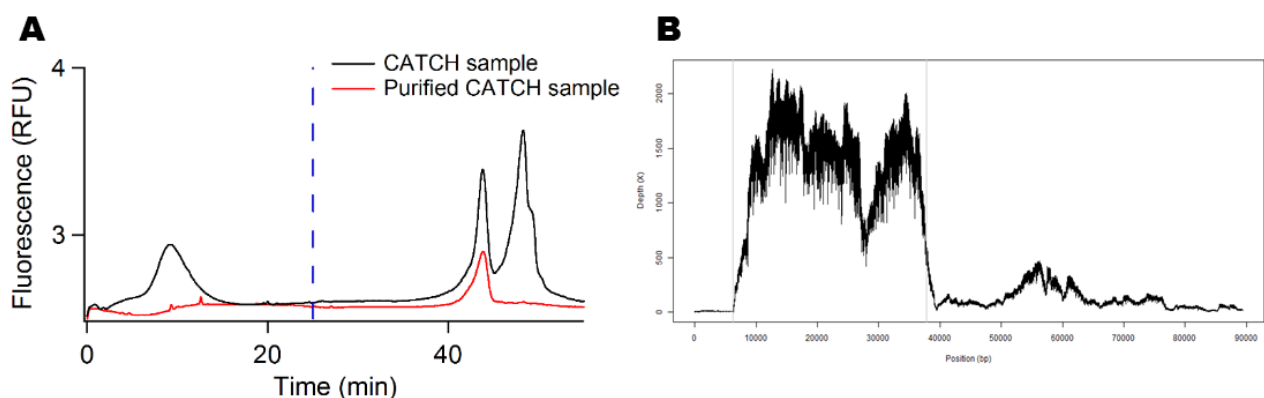 A
B
4
CATCH sample
Purified CATCH sample
3
Fluorescence (RFU)
0
20
40
Time (min)
2000
1500
1000
500
0
Depth (X)
0
10000
20000
30000
40000
50000
60000
70000
80000
90000
Position (bp)